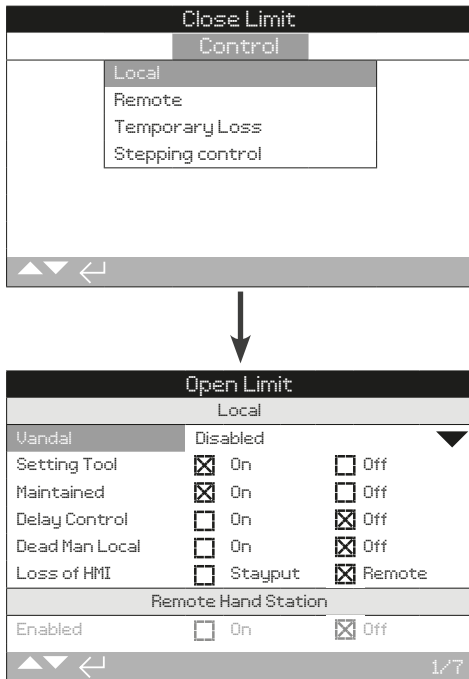 Close Limit
Control
Local
Remote
Temporary Loss
Stepping control
Open Limit
Local
Vandal Disabled
Setting Tool On Off
Maintained On Off
Delay Control On Off
Dead Man Local On Off
Loss of HMI Stayput Remote
Remote Hand Station
Enabled On Off
1/7